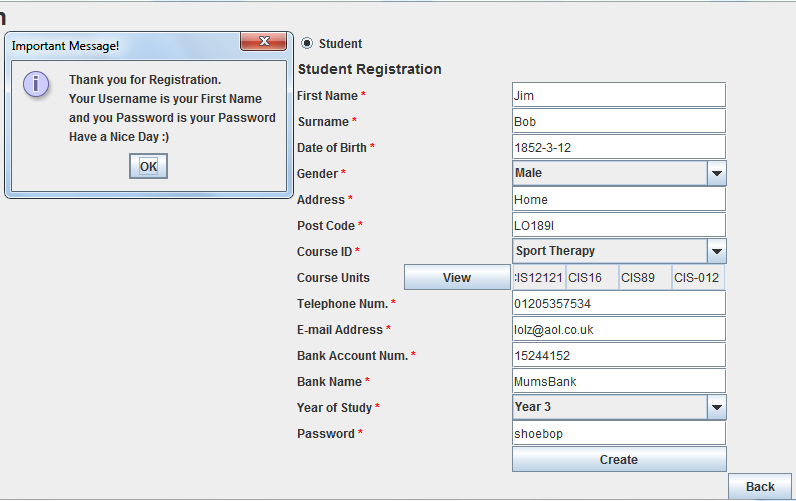 Important Message!
Thank you for Registration.
Your Username is your First Name
and you Password is your Password
Have a Nice Day :)
OK
Student
Student Registration
First Name * Jim
Surname * Bob
Date of Birth * 1852-3-12
Gender * Male
Address * Home
Post Code * LO189I
Course ID * Sport Therapy
Course Units View CIS12121 CIS16 CIS89 CIS-012
Telephone Num. * 01205357534
E-mail Address * lolz@aol.co.uk
Bank Account Num. * 15244152
Bank Name * MumsBank
Year of Study * Year 3
Password * shoebop
Create
Back